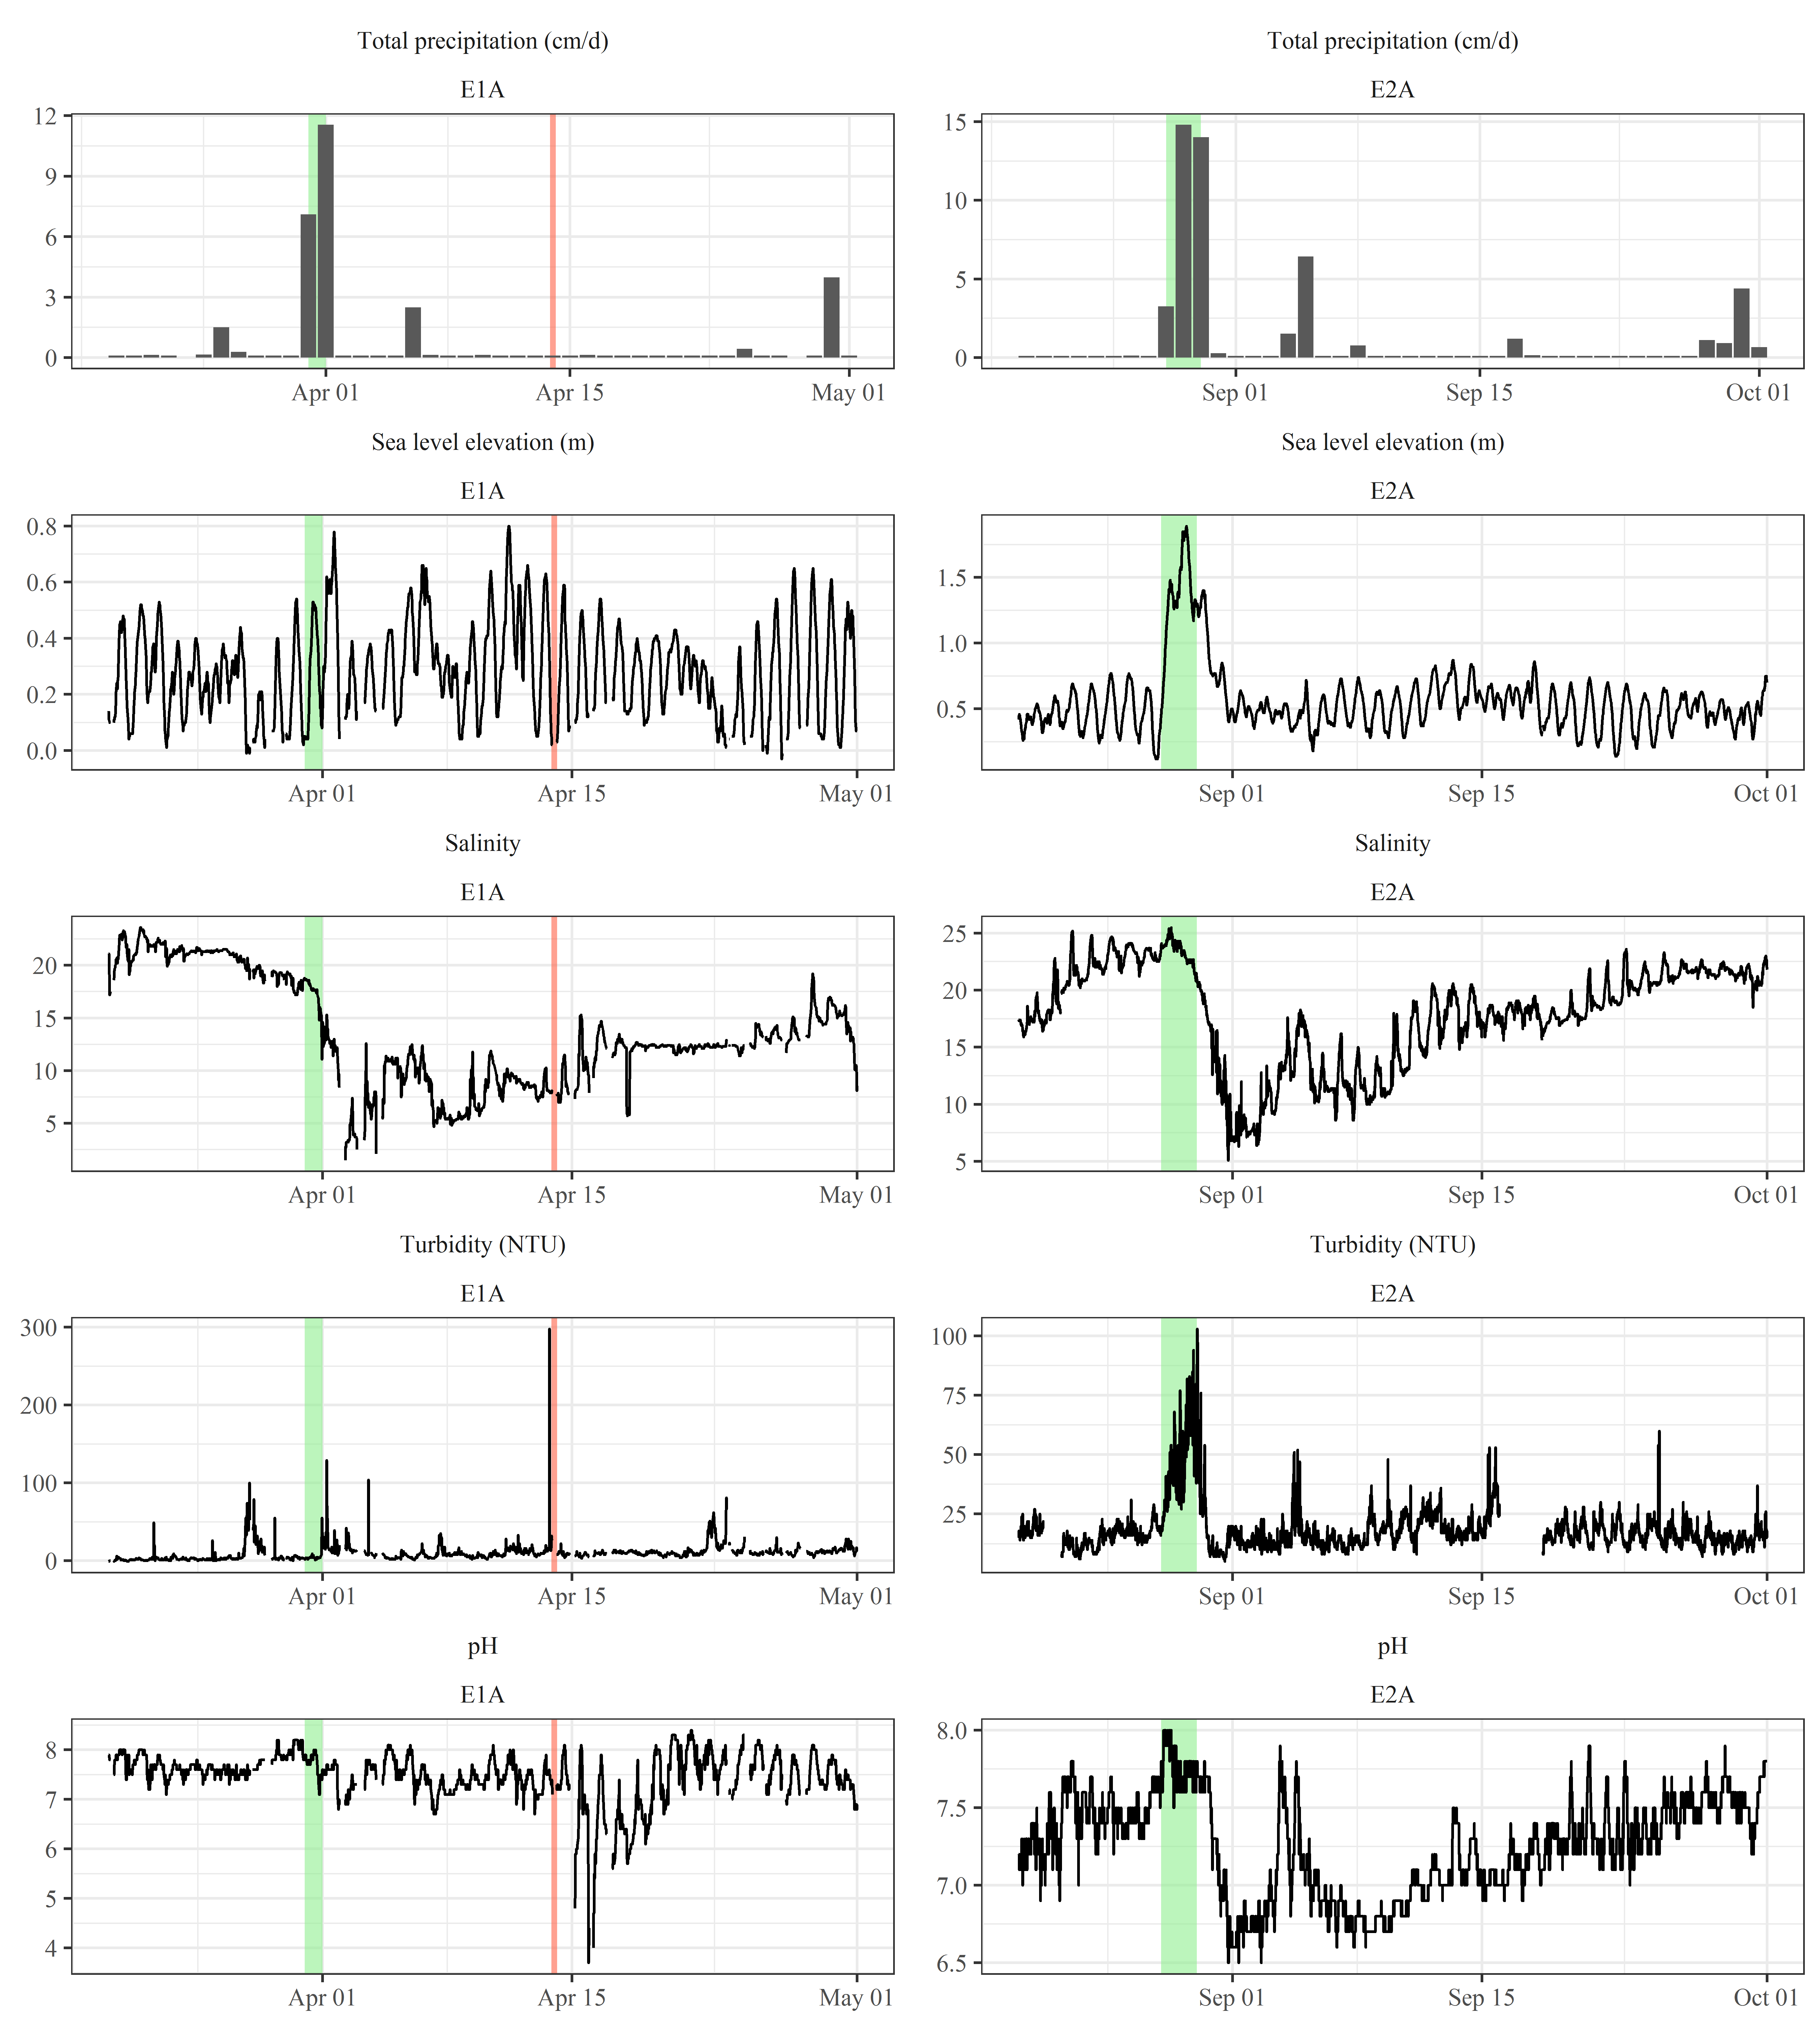 Total precipitation (cm/d)
E1A
12
9
6
3
0
Apr 01 Apr 15 May 01
Total precipitation (cm/d)
E2A
15
10
5
0
Sep 01 Sep 15 Oct 01
Sea level elevation (m)
E1A
0.8
0.6
0.4
0.2
0.0
Apr 01 Apr 15 May 01
Sea level elevation (m)
E2A
1.5
1.0
0.5
Sep 01 Sep 15 Oct 01
Salinity
E1A
20
15
10
5
Apr 01 Apr 15 May 01
Salinity
E2A
25
20
15
10
5
Sep 01 Sep 15 Oct 01
Turbidity (NTU)
E1A
300
200
100
0
Apr 01 Apr 15 May 01
Turbidity (NTU)
E2A
100
75
50
25
Sep 01 Sep 15 Oct 01
pH
E1A
8
7
6
5
4
Apr 01 Apr 15 May 01
pH
E2A
8.0
7.5
7.0
6.5
Sep 01 Sep 15 Oct 01